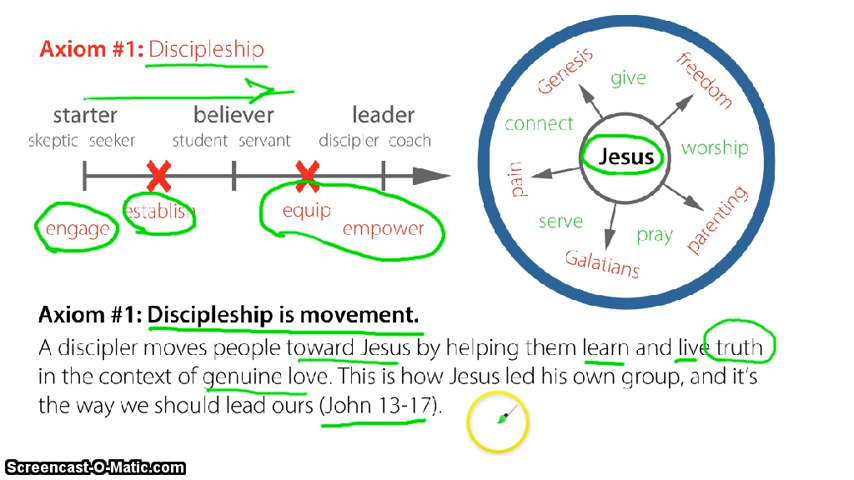 Axiom #1: Discipleship
starter believer leader
skeptic seeker student servant discipler coach
establish equip
engage empower
Genesis
give
freedom
connect
Jesus
worship
pain
serve
pray
parenting
Galatians
Axiom #1: Discipleship is movement.
A discipler moves people toward Jesus by helping them learn and live truth
in the context of genuine love. This is how Jesus led his own group, and it's
the way we should lead ours (John 13-17).
Screencast-O-Matic.com